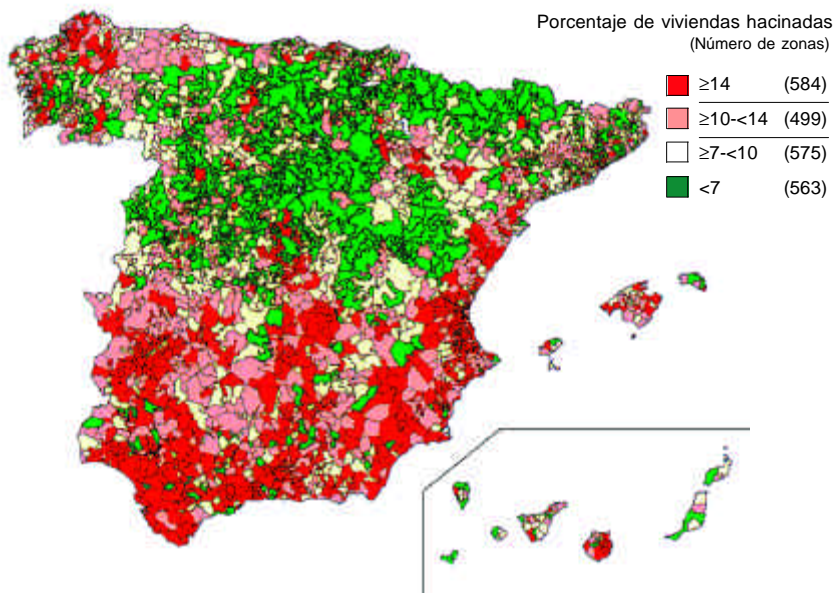 Porcentaje de viviendas hacinadas
(Número de zonas)
≥14 (584)
≥10-<14 (499)
≥7-<10 (575)
<7 (563)